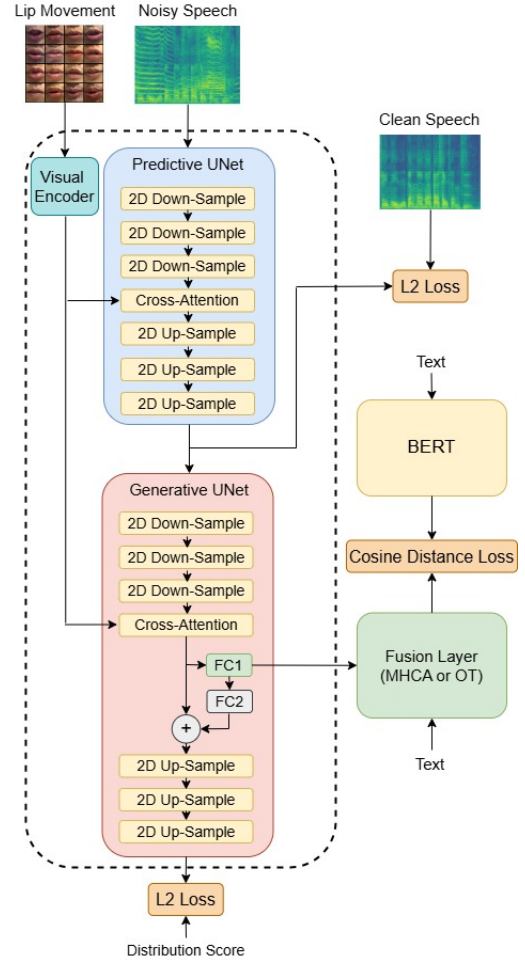 Lip Movement
Noisy Speech
Clean Speech
Visual
Encoder
Predictive UNet
2D Down-Sample
2D Down-Sample
2D Down-Sample
Cross-Attention
2D Up-Sample
2D Up-Sample
2D Up-Sample
L2 Loss
Text
BERT
Cosine Distance Loss
Generative UNet
2D Down-Sample
2D Down-Sample
2D Down-Sample
Cross-Attention
FC1
FC2
+
2D Up-Sample
2D Up-Sample
2D Up-Sample
Fusion Layer
(MHCA or OT)
Text
L2 Loss
Distribution Score